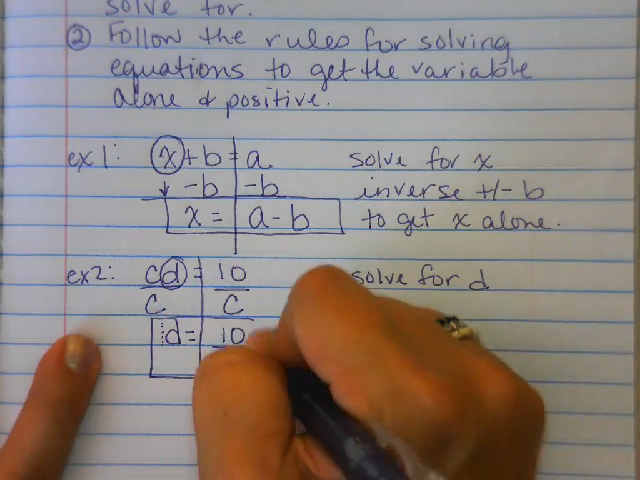 solve for.
② Follow the rules for solving
equations to get the variable
alone & positive.
ex 1: x + b = a solve for x
-b -b inverse +/- b
x = a - b to get x alone.
ex 2: cd = 10 solve for d
c c
d = 10